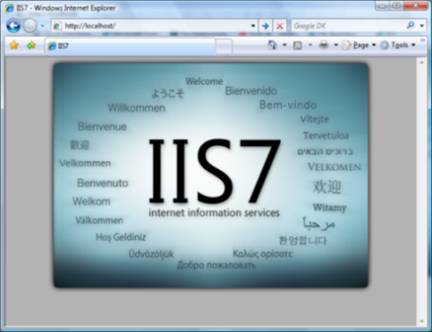 IIS7 - Windows Internet Explorer
http://localhost/
Google DK
IIS7
Page
Tools
Welcome
ようこそ
Bienvenido
Willkommen
Bem-vindo
Vítejte
Bienvenue
Tervetuloa
歡迎
ברוכים הבאים
Velkommen
VELKOMEN
Benvenuto
欢迎
IIS7
internet information services
Welkom
Witamy
Välkommen
مرحبا
Hoş Geldiniz
환영합니다
Üdvözöljük
Καλώς ορίσατε
Добро пожаловать